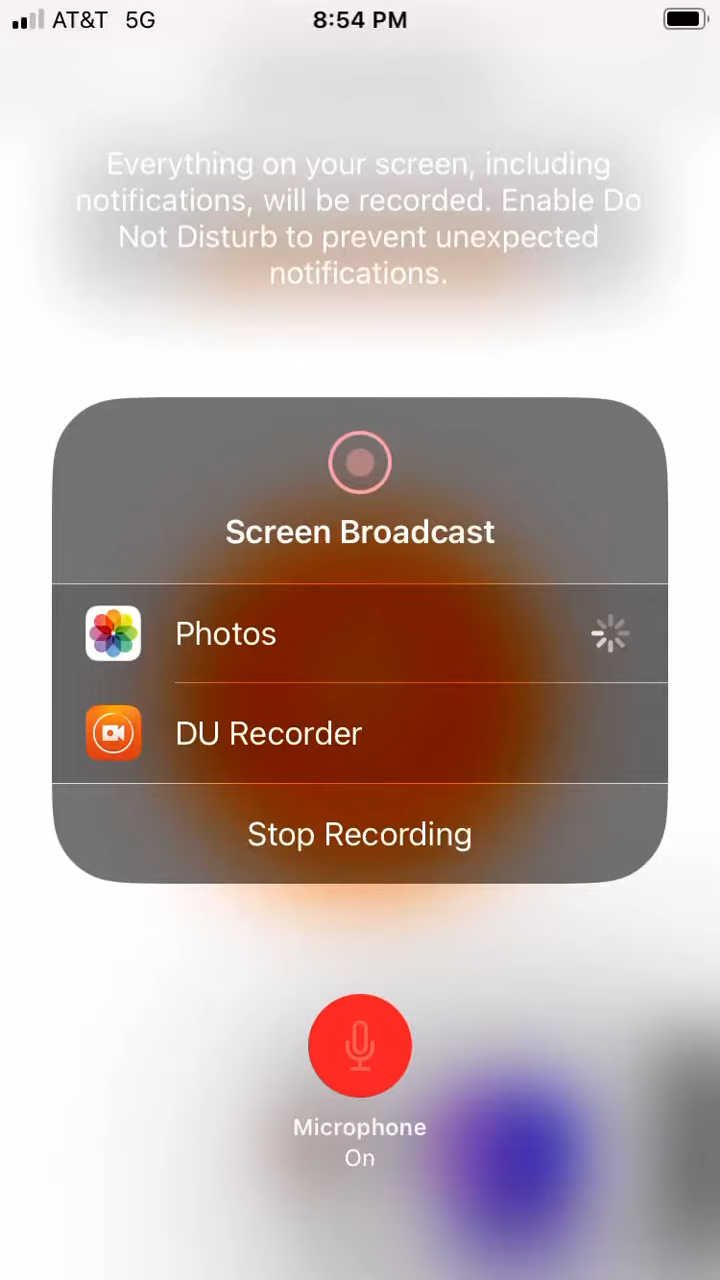 AT&T 5G 8:54 PM
Everything on your screen, including
notifications, will be recorded. Enable Do
Not Disturb to prevent unexpected
notifications.
Screen Broadcast
Photos
DU Recorder
Stop Recording
Microphone
On